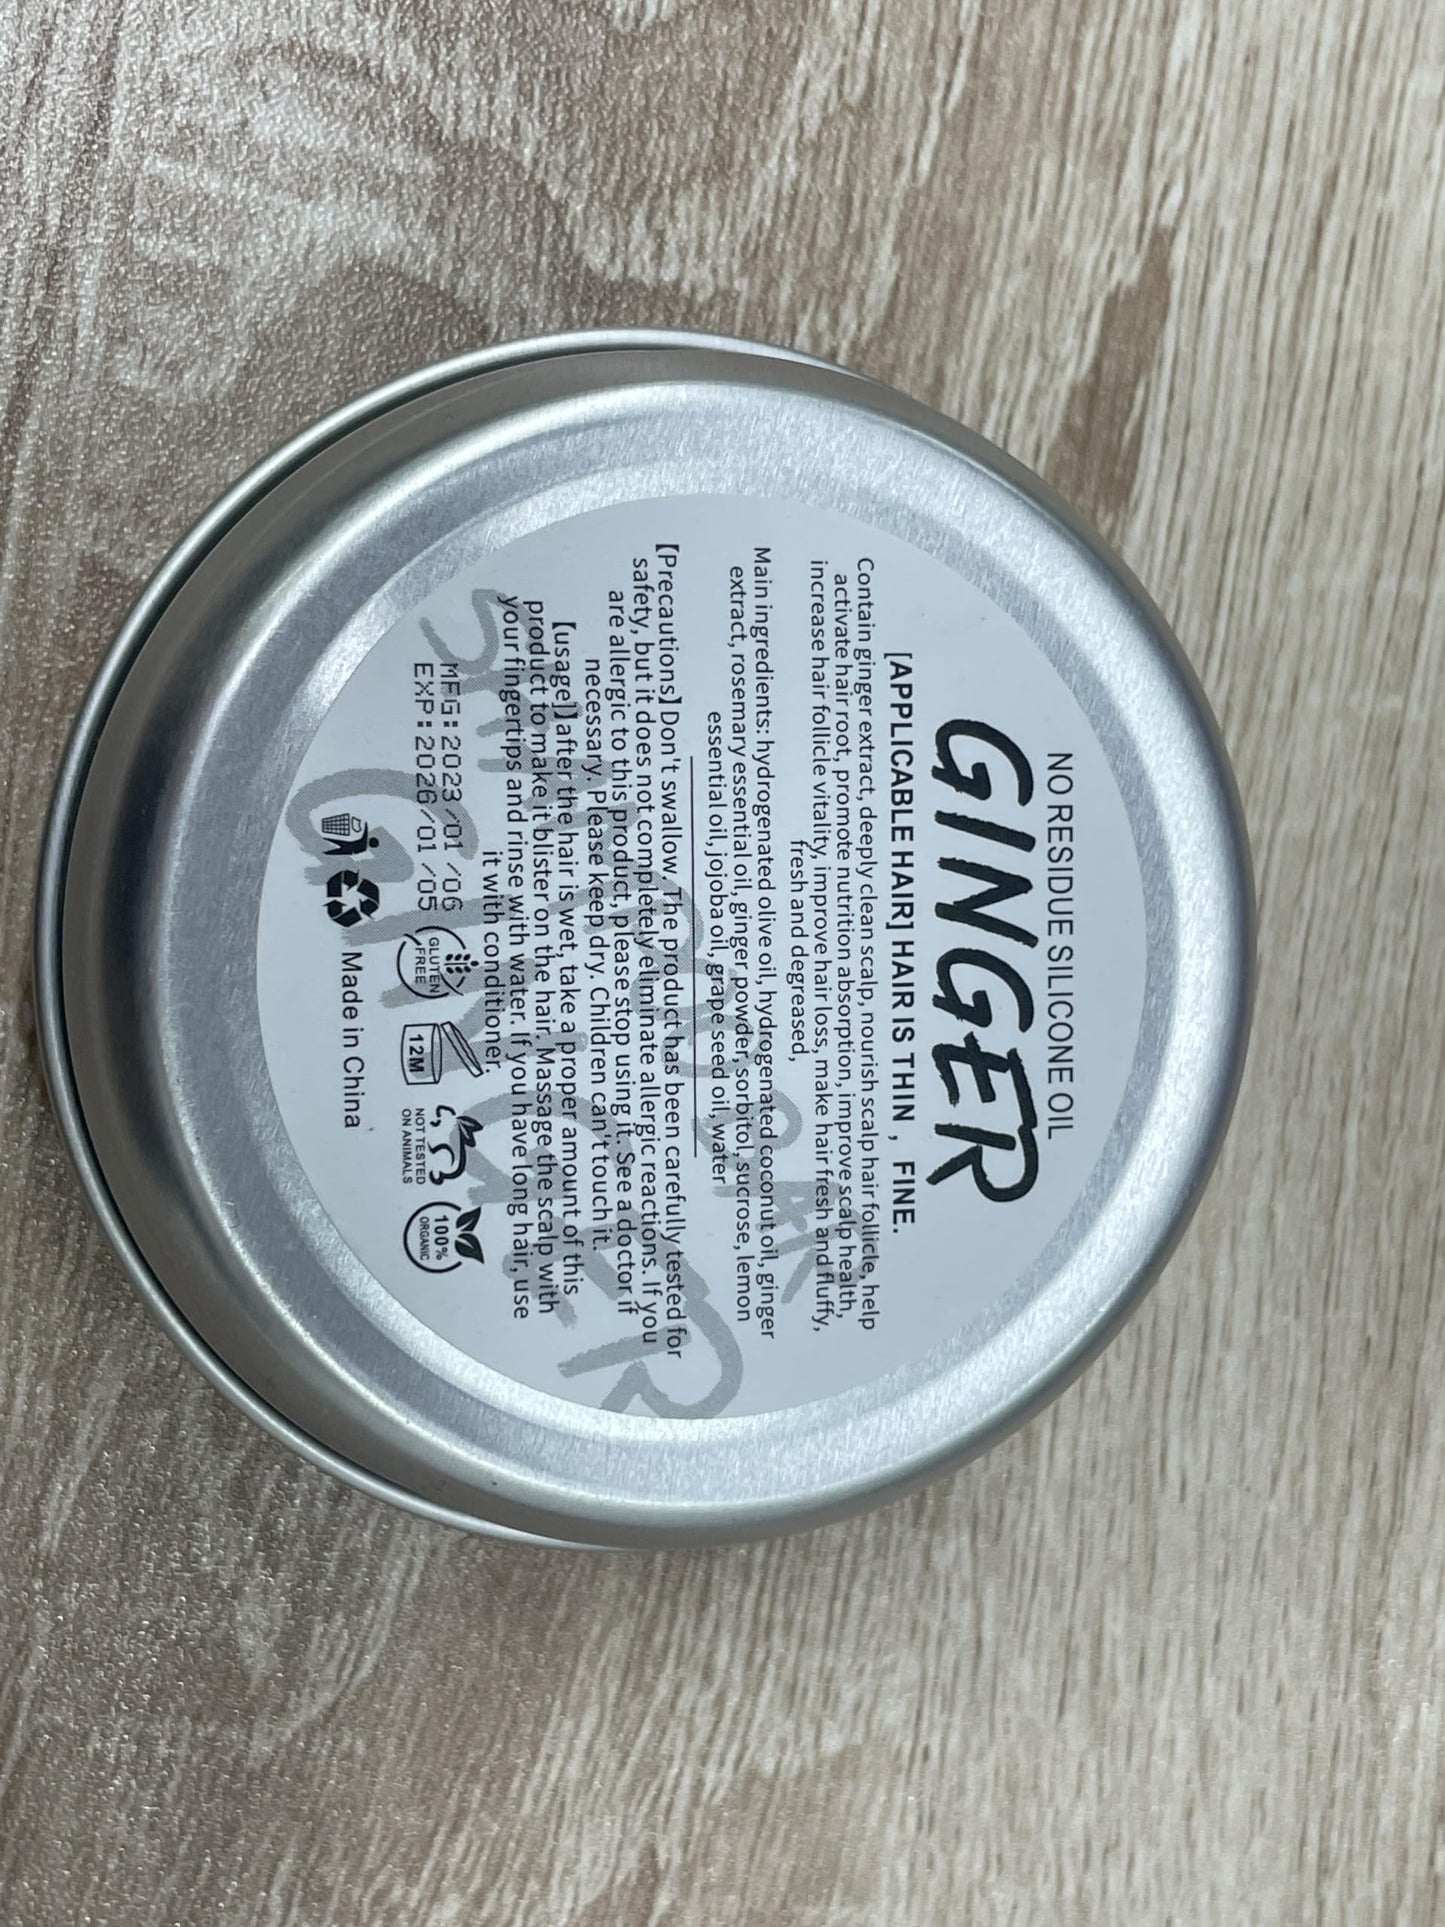 NO RESIDUE SILICONE OIL
GINGER
[APPLICABLE HAIR] HAIR IS THIN , FINE.
Contain ginger extract, deeply clean scalp, nourish scalp hair follicle, help
activate hair root, promote nutrition absorption, improve scalp health,
increase hair follicle vitality, improve hair loss, make hair fresh and fluffy,
fresh and degreased,
Main ingredients: hydrogenated olive oil, hydrogenated coconut oil, ginger
extract, rosemary essential oil, ginger powder, sorbitol, sucrose, lemon
essential oil, jojoba oil, grape seed oil, water
【Precautions】Don't swallow. The product has been carefully tested for
safety, but it does not completely eliminate allergic reactions. If you
are allergic to this product, please stop using it. See a doctor if
necessary. Please keep dry. Children can't touch it.
【usage]】after the hair is wet, take a proper amount of this
product to make it blister on the hair. Massage the scalp with
your fingertips and rinse with water. If you have long hair, use
it with conditioner.
MFG:2023/01/06
EXP:2026/01/05
GLUTEN
FREE
12M
NOT TESTED
ON ANIMALS
100%
ORGANIC
Made in China
SHAMPOO SOAP
GINGER